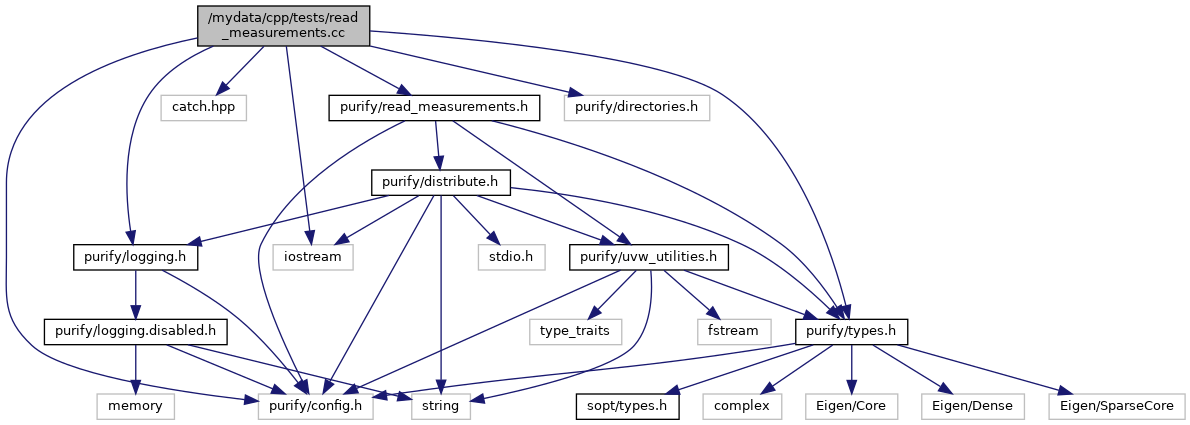 /mydata/cpp/tests/read
_measurements.cc
catch.hpp
purify/read_measurements.h
purify/directories.h
purify/distribute.h
purify/logging.h
iostream
stdio.h
purify/uvw_utilities.h
purify/logging.disabled.h
type_traits
fstream
purify/types.h
memory
purify/config.h
string
sopt/types.h
complex
Eigen/Core
Eigen/Dense
Eigen/SparseCore